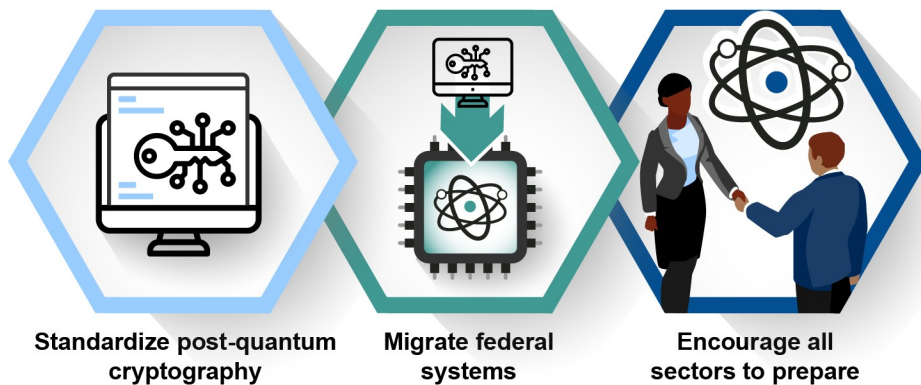 Standardize post-quantum
cryptography
Migrate federal
systems
Encourage all
sectors to prepare